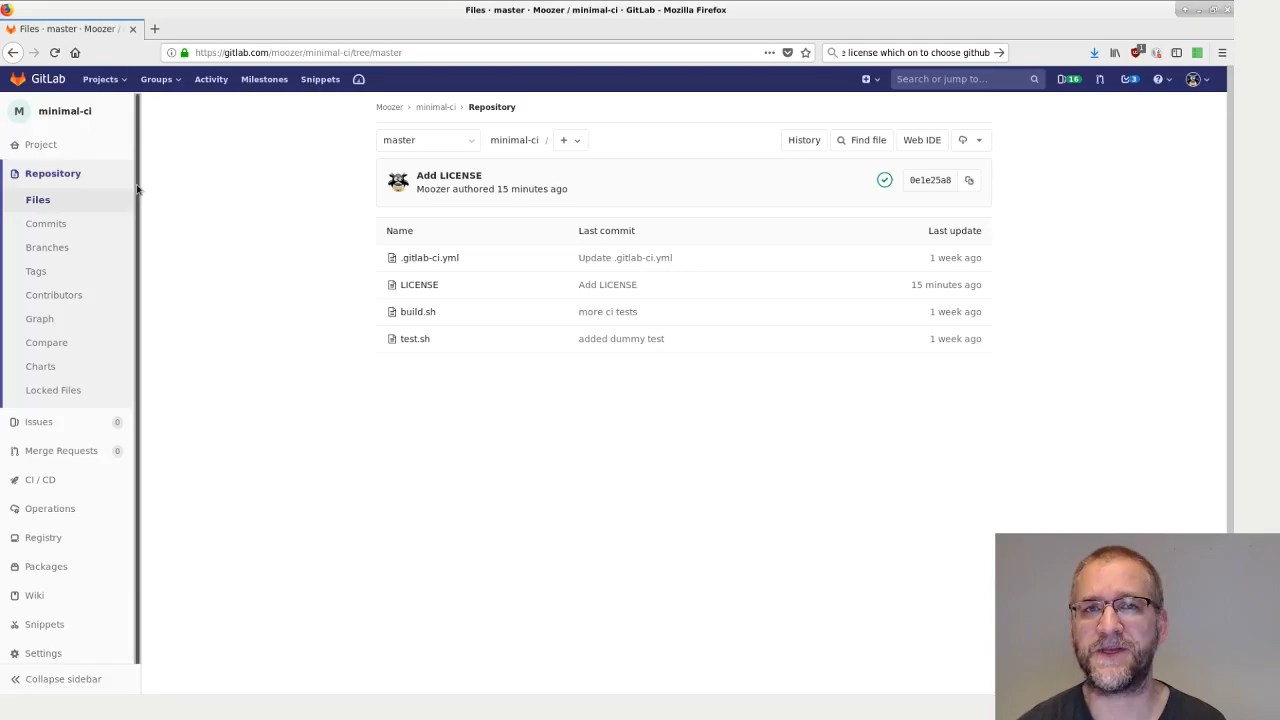 Files · master · Moozer / minimal-ci · GitLab - Mozilla Firefox
Files · master · Moozer /
https://gitlab.com/moozer/minimal-ci/tree/master
license which on to choose github
1
GitLab
Projects
Groups
Activity
Milestones
Snippets
Search or jump to...
16
3
M
minimal-ci
Project
Repository
Files
Commits
Branches
Tags
Contributors
Graph
Compare
Charts
Locked Files
Issues 0
Merge Requests 0
CI / CD
Operations
Registry
Packages
Wiki
Snippets
Settings
Collapse sidebar
Moozer › minimal-ci › Repository
master
minimal-ci /
+
History
Find file
Web IDE
Add LICENSE
Moozer authored 15 minutes ago
0e1e25a8
Name Last commit Last update
.gitlab-ci.yml Update .gitlab-ci.yml 1 week ago
LICENSE Add LICENSE 15 minutes ago
build.sh more ci tests 1 week ago
test.sh added dummy test 1 week ago